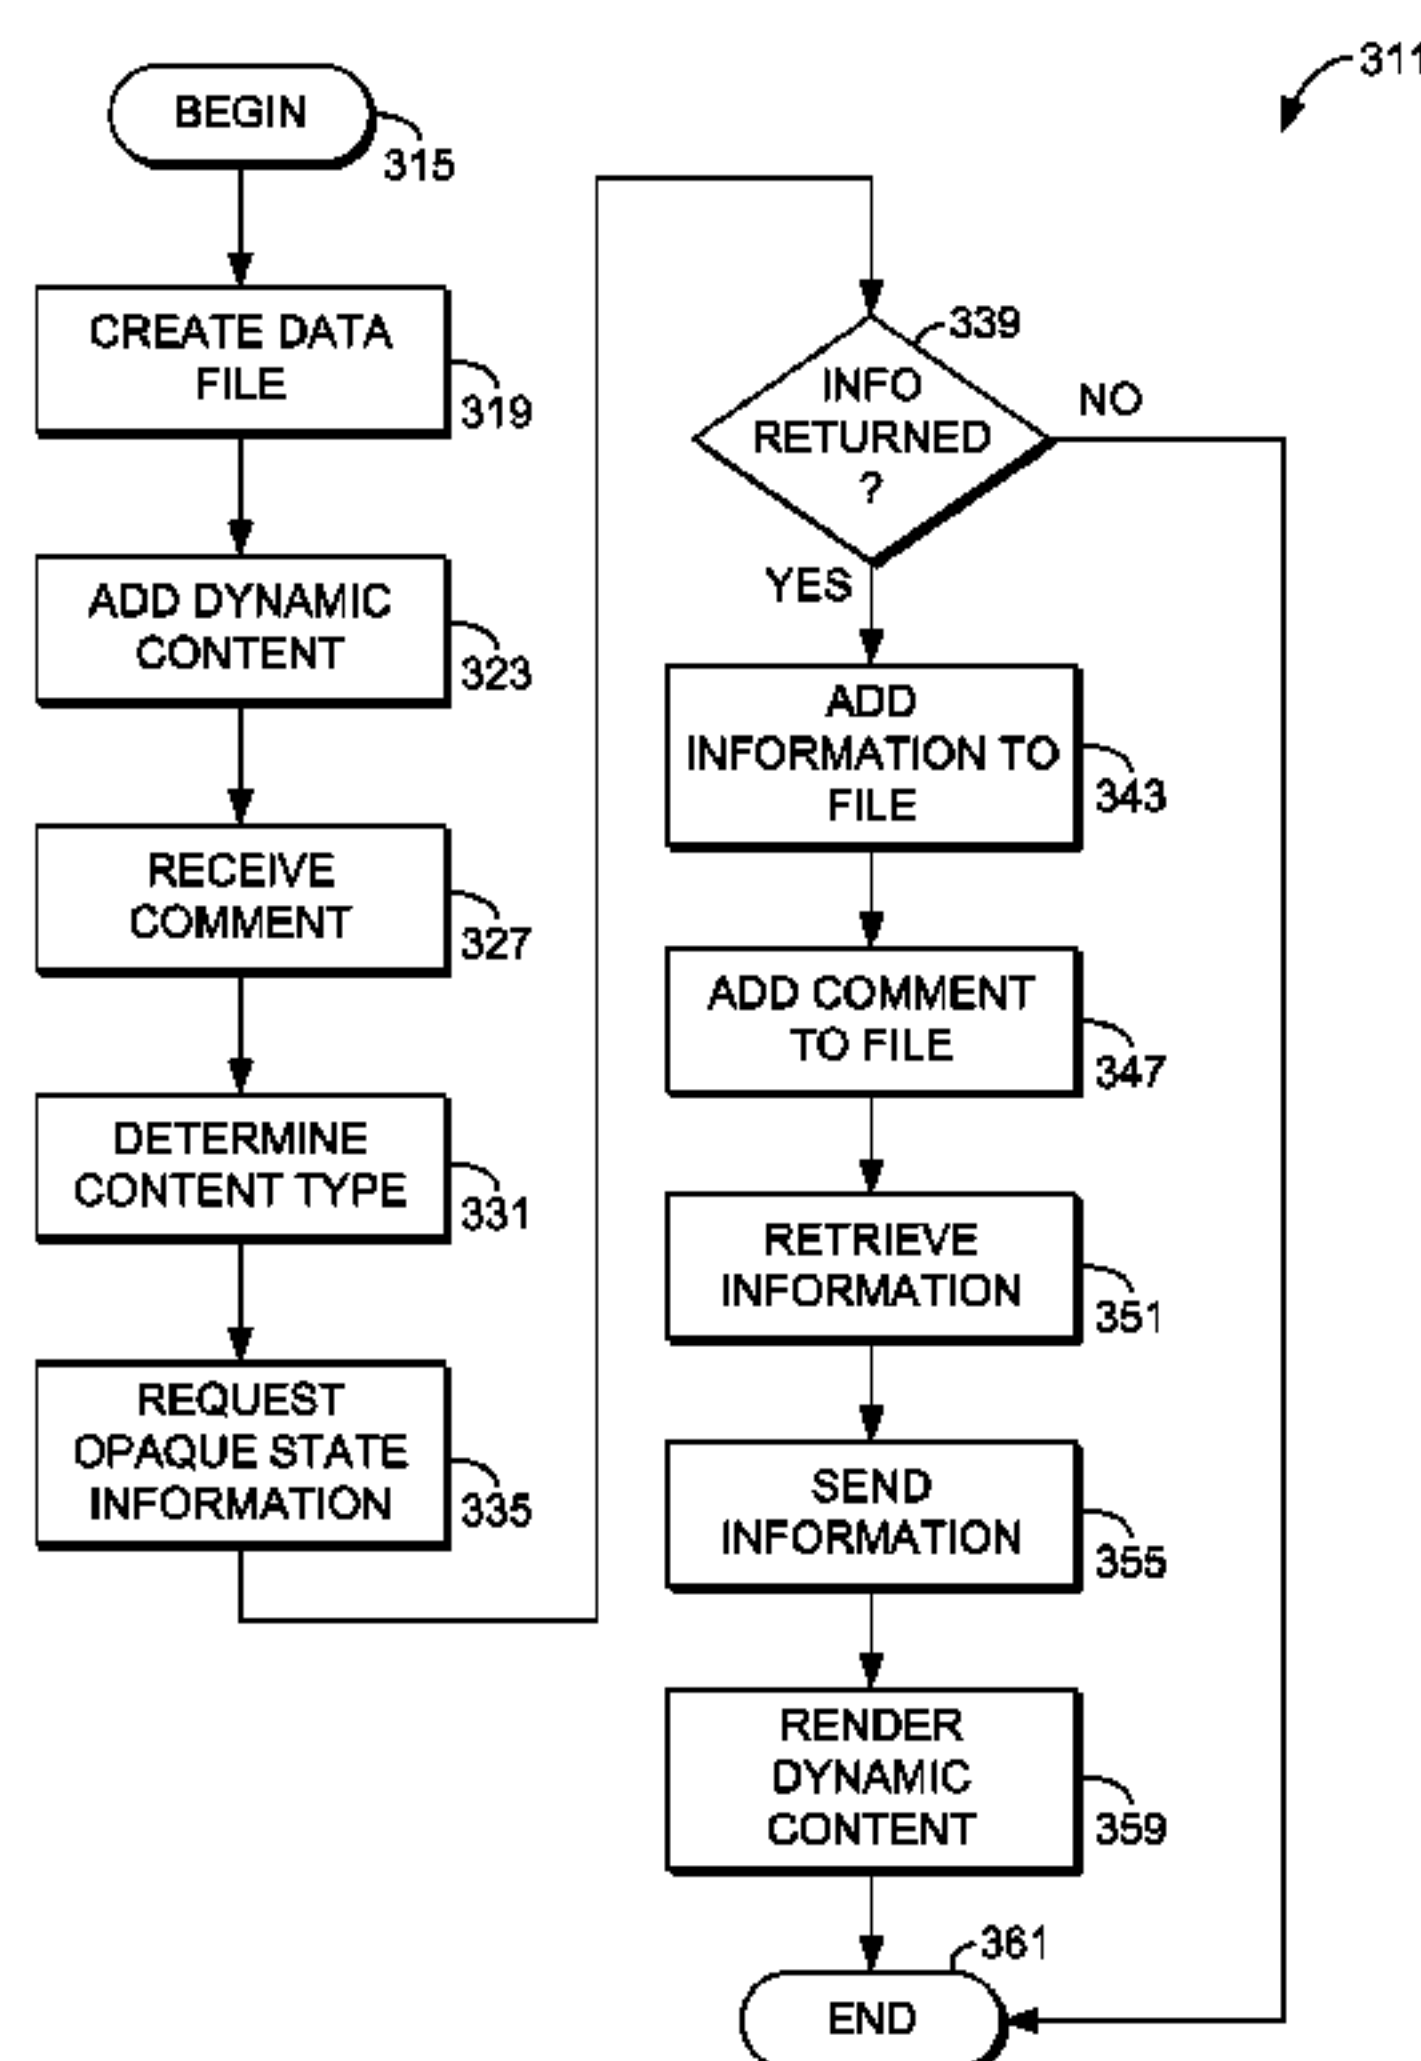 311
BEGIN
315
CREATE DATA
FILE
319
ADD DYNAMIC
CONTENT
323
RECEIVE
COMMENT
327
DETERMINE
CONTENT TYPE
331
REQUEST
OPAQUE STATE
INFORMATION
335
339
INFO
RETURNED
?
NO
YES
ADD
INFORMATION TO
FILE
343
ADD COMMENT
TO FILE
347
RETRIEVE
INFORMATION
351
SEND
INFORMATION
355
RENDER
DYNAMIC
CONTENT
359
361
END